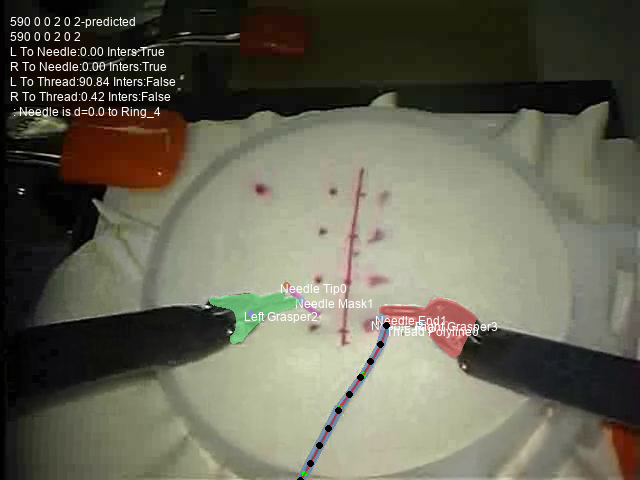 590 0 0 2 0 2-predicted
590 0 0 2 0 2
L To Needle:0.00 Inters:True
R To Needle:0.00 Inters:True
L To Thread:90.84 Inters:False
R To Thread:0.42 Inters:False
: Needle is d=0.0 to Ring_4
Needle Tip0
Needle Mask1
Left Grasper2
Needle End1
Right Grasper3
Thread Polyline0